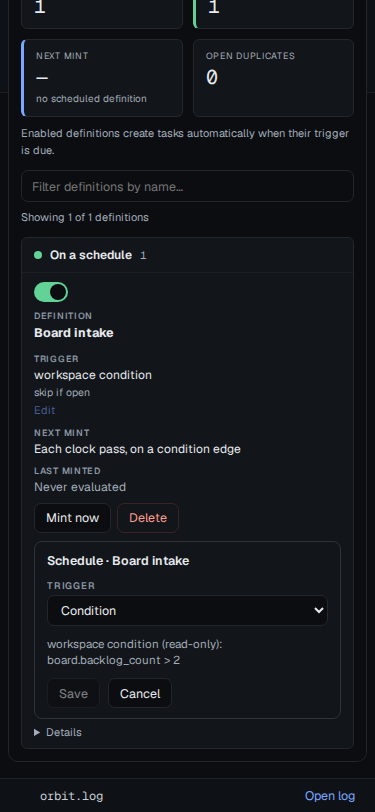 1
1
NEXT MINT
—
no scheduled definition
OPEN DUPLICATES
0
Enabled definitions create tasks automatically when their trigger
is due.
Filter definitions by name…
Showing 1 of 1 definitions
On a schedule 1
DEFINITION
Board intake
TRIGGER
workspace condition
skip if open
Edit
NEXT MINT
Each clock pass, on a condition edge
LAST MINTED
Never evaluated
Mint now
Delete
Schedule · Board intake
TRIGGER
Condition
workspace condition (read-only):
board.backlog_count > 2
Save
Cancel
Details
orbit.log
Open log